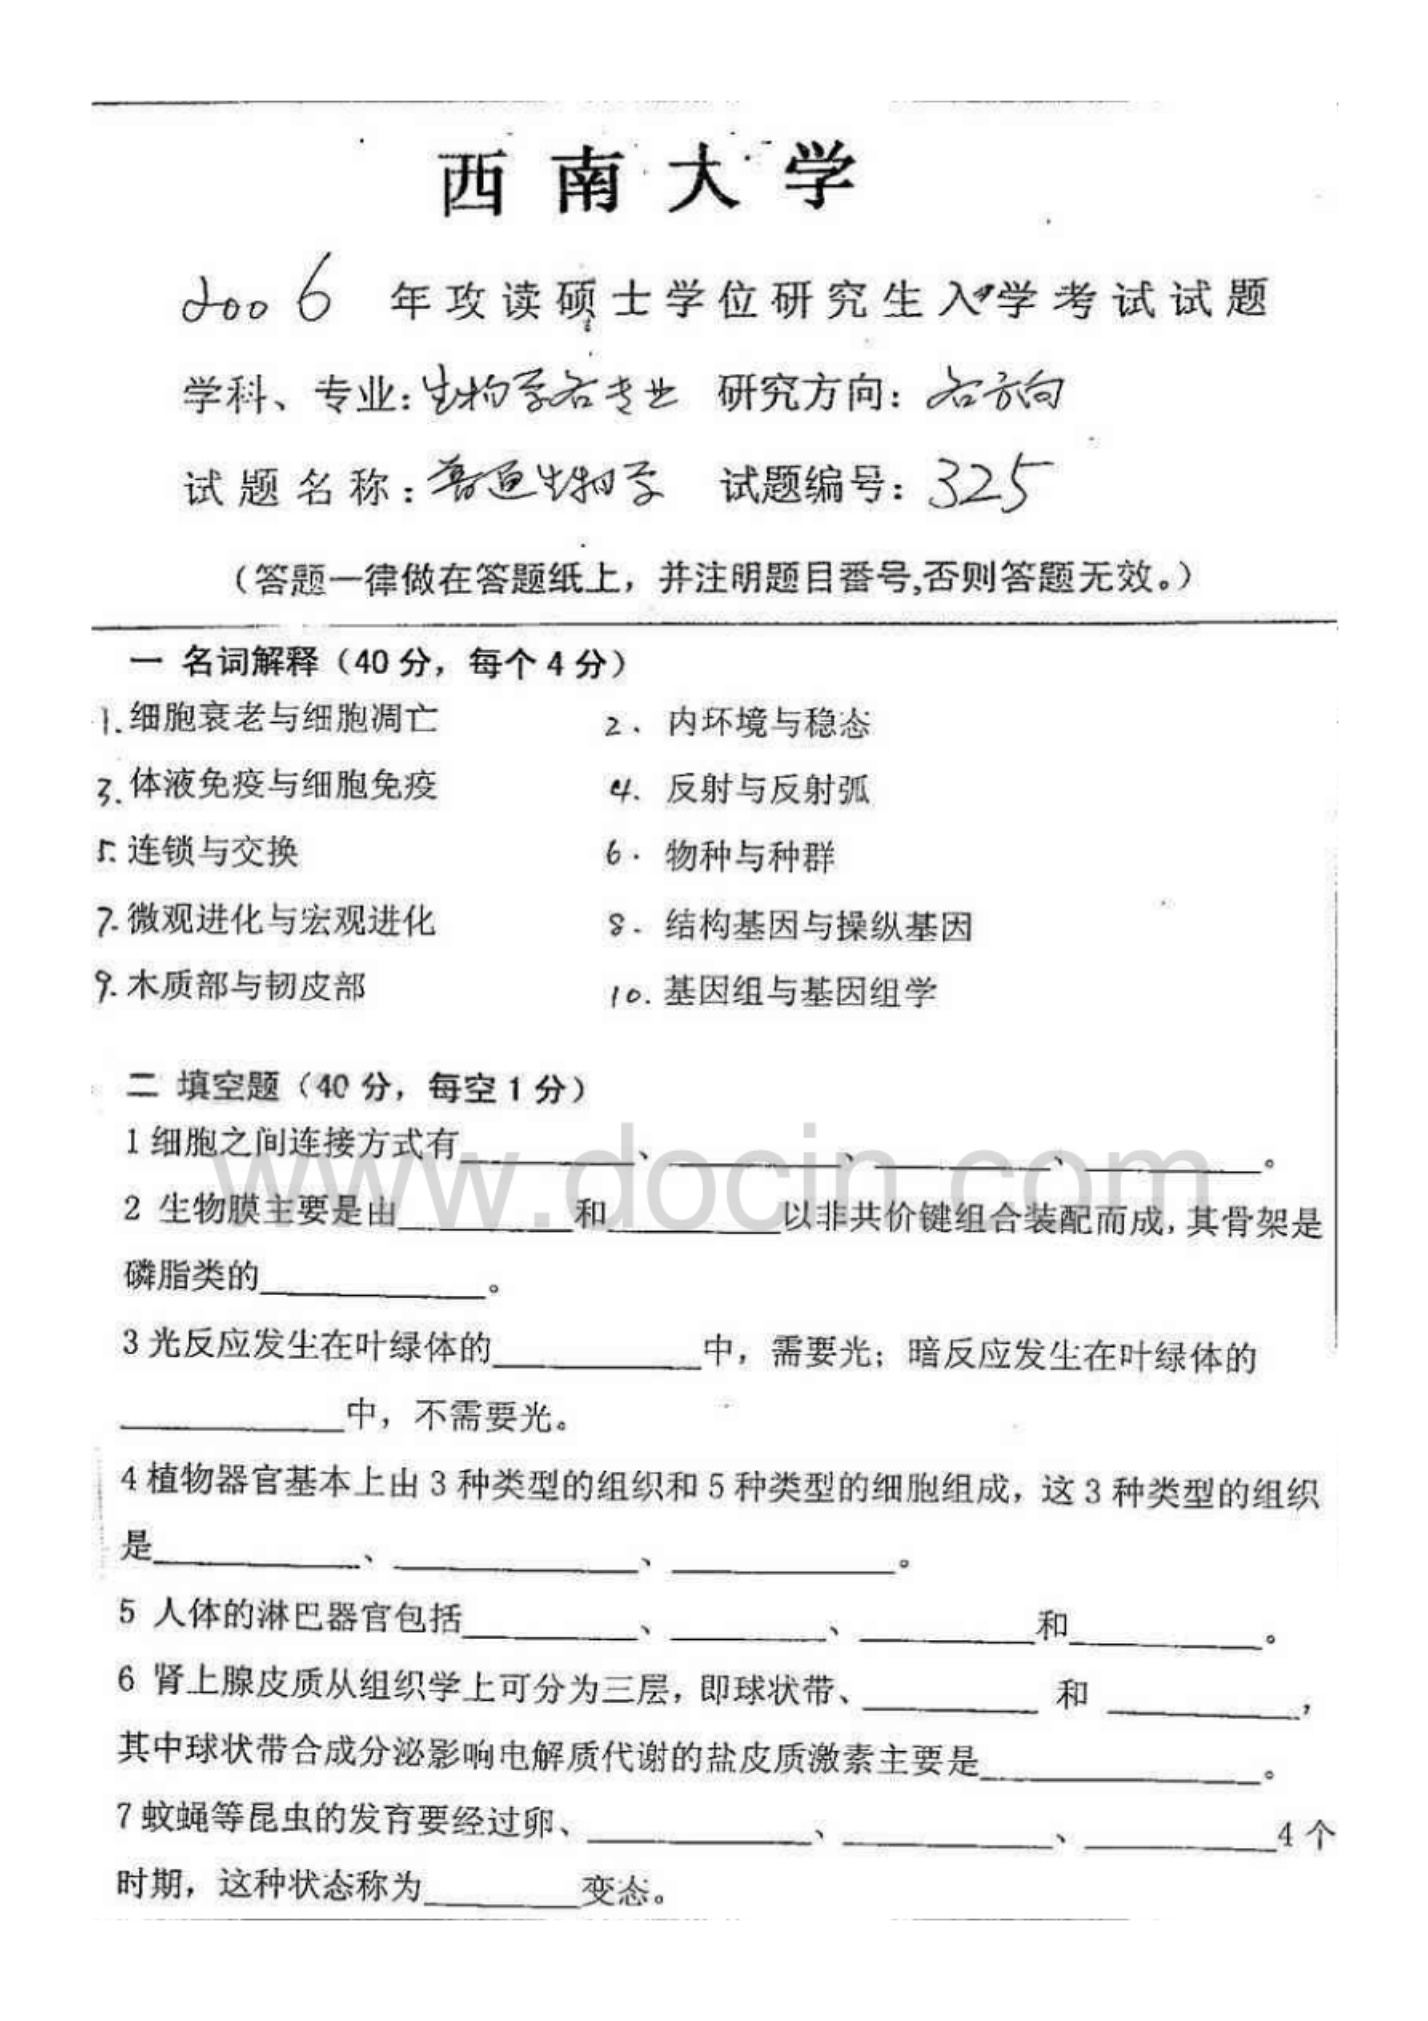 西南大学
2006 年攻读硕士学位研究生入学考试试题
学科、专业:生物学各专业 研究方向:各方向
试题名称:普通生物学 试题编号:325
(答题一律做在答题纸上，并注明题目番号,否则答题无效。)
一 名词解释（40 分，每个 4 分）
1.细胞衰老与细胞凋亡 2. 内环境与稳态
3.体液免疫与细胞免疫 4. 反射与反射弧
5.连锁与交换 6. 物种与种群
7.微观进化与宏观进化 8. 结构基因与操纵基因
9.木质部与韧皮部 10.基因组与基因组学
二 填空题（40 分，每空 1 分）
1 细胞之间连接方式有________、________、________、________。
www.docin.com
2 生物膜主要是由________和________以非共价键组合装配而成，其骨架是
磷脂类的________。
3 光反应发生在叶绿体的________中，需要光；暗反应发生在叶绿体的
________中，不需要光。
4 植物器官基本上由 3 种类型的组织和 5 种类型的细胞组成，这 3 种类型的组织
是________、________、________。
5 人体的淋巴器官包括________、________、________和________。
6 肾上腺皮质从组织学上可分为三层，即球状带、________ 和 ________，
其中球状带合成分泌影响电解质代谢的盐皮质激素主要是________。
7 蚊蝇等昆虫的发育要经过卵、________、________、________4 个
时期，这种状态称为________变态。